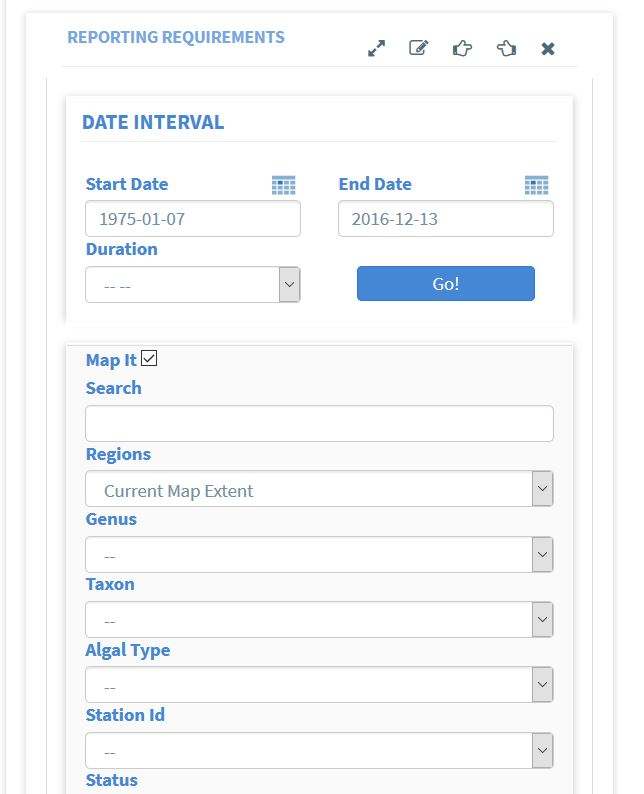 REPORTING REQUIREMENTS
DATE INTERVAL
Start Date
End Date
1975-01-07
2016-12-13
Duration
-- --
Go!
Map It
Search
Regions
Current Map Extent
Genus
--
Taxon
--
Algal Type
--
Station Id
--
Status